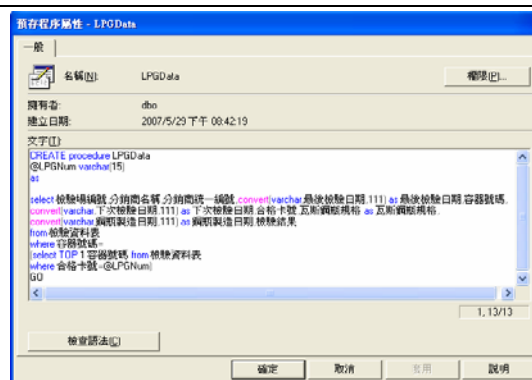 預存程序屬性 - LPGData
一般
名稱(N): LPGData 權限(P)...
擁有者: dbo
建立日期: 2007/5/29 下午 08:42:19
文字(T):
CREATE procedure LPGData
@LPGNum varchar(15)
as
select 檢驗場編號,分銷商名稱,分銷商統一編號,convert(varchar,最後檢驗日期,111) as 最後檢驗日期,容器號碼,
convert(varchar,下次檢驗日期,111) as 下次檢驗日期,合格卡號,瓦斯鋼瓶規格 as 瓦斯鋼瓶規格,
convert(varchar,鋼瓶製造日期,111) as 鋼瓶製造日期,檢驗結果
from 檢驗資料表
where 容器號碼=
(select TOP 1 容器號碼 from 檢驗資料表
where 合格卡號=@LPGNum)
GO
1, 13/13
檢查語法(C)
確定 取消 套用 說明